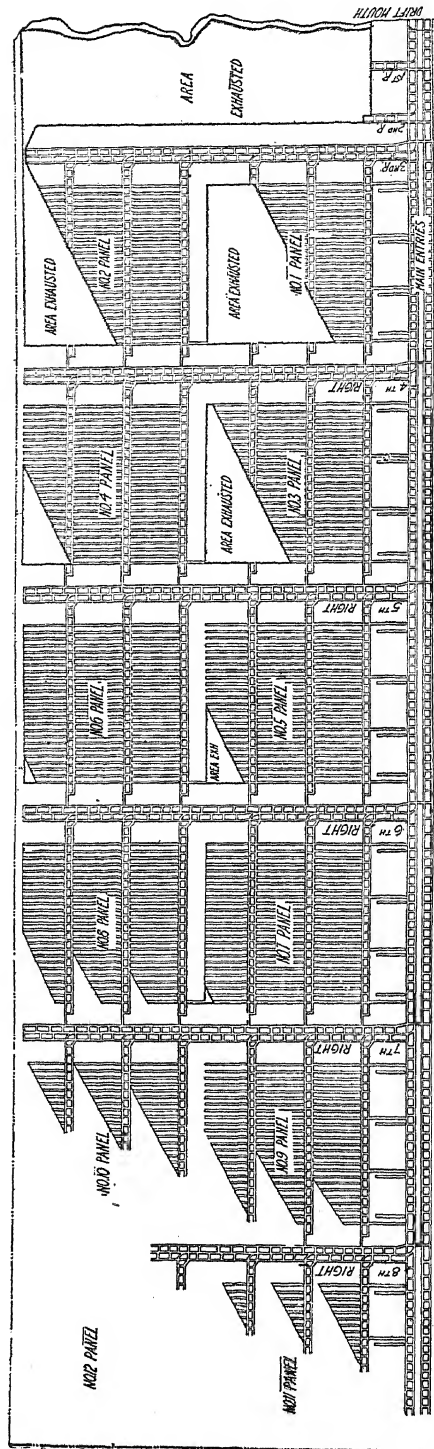 DRIFT MOUTH
1ST R
2ND R
3RD R
AREA
EXHAUSTED
MAIN ENTRIES
AREA EXHAUSTED
NO.2 PANEL
AREA EXHAUSTED
NO.1 PANEL
4TH RIGHT
NO.4 PANEL
AREA EXHAUSTED
NO.3 PANEL
5TH RIGHT
NO.6 PANEL
AREA EXH
NO.5 PANEL
6TH RIGHT
NO.8 PANEL
NO.7 PANEL
7TH RIGHT
NO.10 PANEL
NO.9 PANEL
8TH RIGHT
NO.12 PANEL
NO.11 PANEL